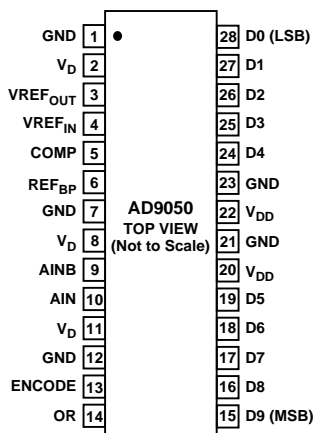 GND 1 28 D0 (LSB)
VD 2 27 D1
VREFOUT 3 26 D2
VREFIN 4 25 D3
COMP 5 24 D4
REFBP 6 23 GND
GND 7 AD9050 22 VDD
TOP VIEW
VD 8 (Not to Scale) 21 GND
AINB 9 20 VDD
AIN 10 19 D5
VD 11 18 D6
GND 12 17 D7
ENCODE 13 16 D8
OR 14 15 D9 (MSB)